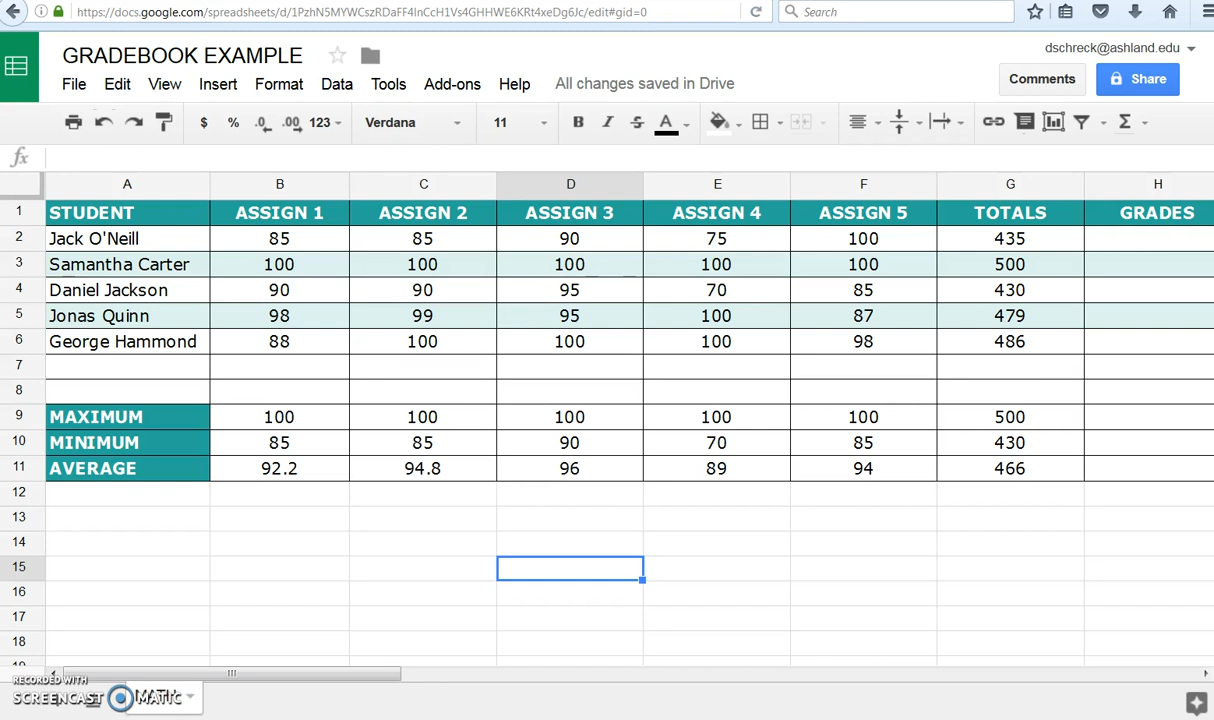 https://docs.google.com/spreadsheets/d/1PzhN5MYWCszRDaFF4InCcH1Vs4GHHWE6KRt4xeDg6Jc/edit#gid=0 Search
GRADEBOOK EXAMPLE
dschreck@ashland.edu
File Edit View Insert Format Data Tools Add-ons Help All changes saved in Drive
Comments Share
$ % .0 .00 123 Verdana 11 B I S A Σ
fx
A B C D E F G H
1 STUDENT ASSIGN 1 ASSIGN 2 ASSIGN 3 ASSIGN 4 ASSIGN 5 TOTALS GRADES
2 Jack O'Neill 85 85 90 75 100 435
3 Samantha Carter 100 100 100 100 100 500
4 Daniel Jackson 90 90 95 70 85 430
5 Jonas Quinn 98 99 95 100 87 479
6 George Hammond 88 100 100 100 98 486
7
8
9 MAXIMUM 100 100 100 100 100 500
10 MINIMUM 85 85 90 70 85 430
11 AVERAGE 92.2 94.8 96 89 94 466
12
13
14
15
16
17
18
19
RECORDED WITH
SCREENCAST MATIC
MATH